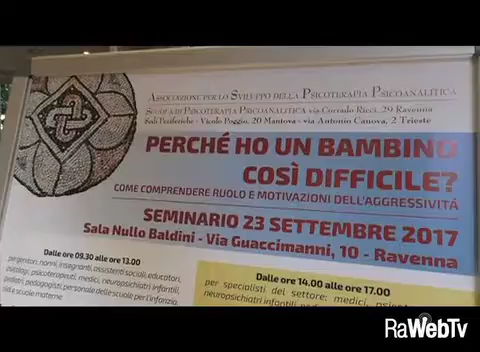 ASSOCIAZIONE PER LO SVILUPPO DELLA PSICOTERAPIA PSICOANALITICA
SCUOLA DI PSICOTERAPIA PSICOANALITICA via Corrado Ricci, 29 Ravenna
Sedi Periferiche - Vicolo Poggio, 20 Mantova - via Antonio Canova, 2 Trieste
PERCHÉ HO UN BAMBINO
COSÌ DIFFICILE?
COME COMPRENDERE RUOLO E MOTIVAZIONI DELL'AGGRESSIVITÁ
SEMINARIO 23 SETTEMBRE 2017
Sala Nullo Baldini - Via Guaccimanni, 10 - Ravenna
Dalle ore 09.30 alle ore 13.00
per genitori, nonni, insegnanti, assistenti sociali, educatori,
psicologi, psicoterapeuti, medici, neuropsichiatri infantili,
pediatri, pedagogisti, personale delle scuole per l'infanzia,
e scuole materne
Dalle ore 14.00 alle ore 17.00
per specialisti del settore: medici,
neuropsichiatri infantili,
RaWebTv